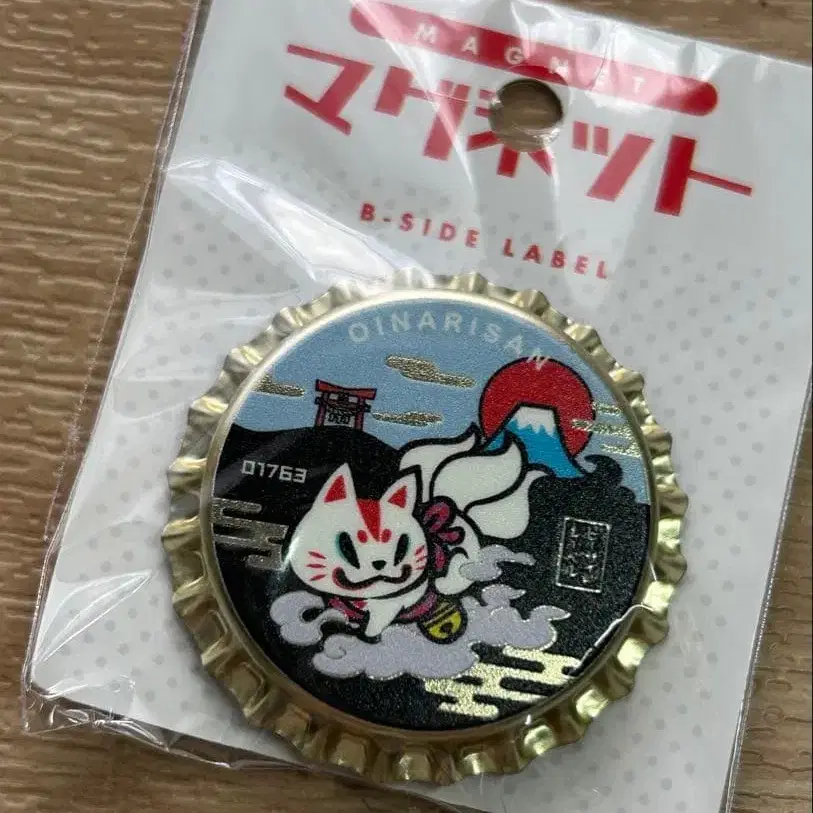 MAGNET
マグネット
B-SIDE LABEL
OINARISAN
01763